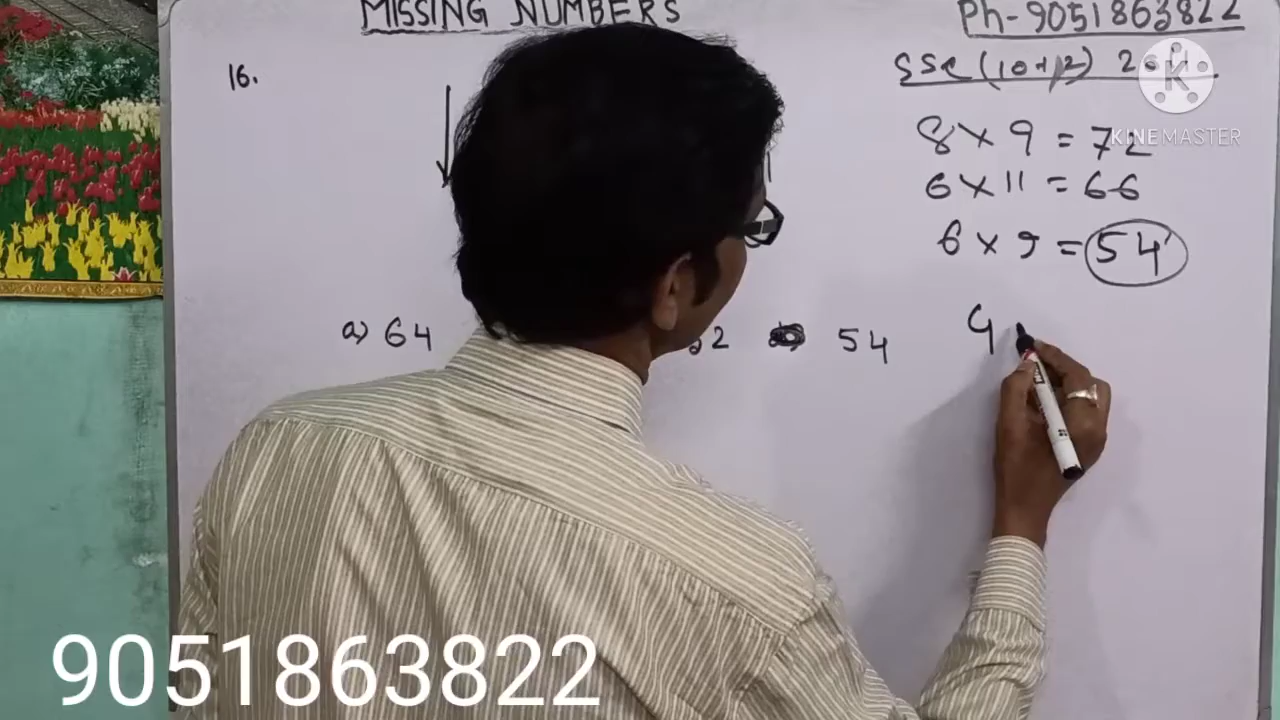 MISSING NUMBERS
Ph-9051863822
SSC (10+2)
16.
8 × 9 = 72
6 × 11 = 66
6 × 9 = 54
a) 64
2
54
9051863822
KINEMASTER